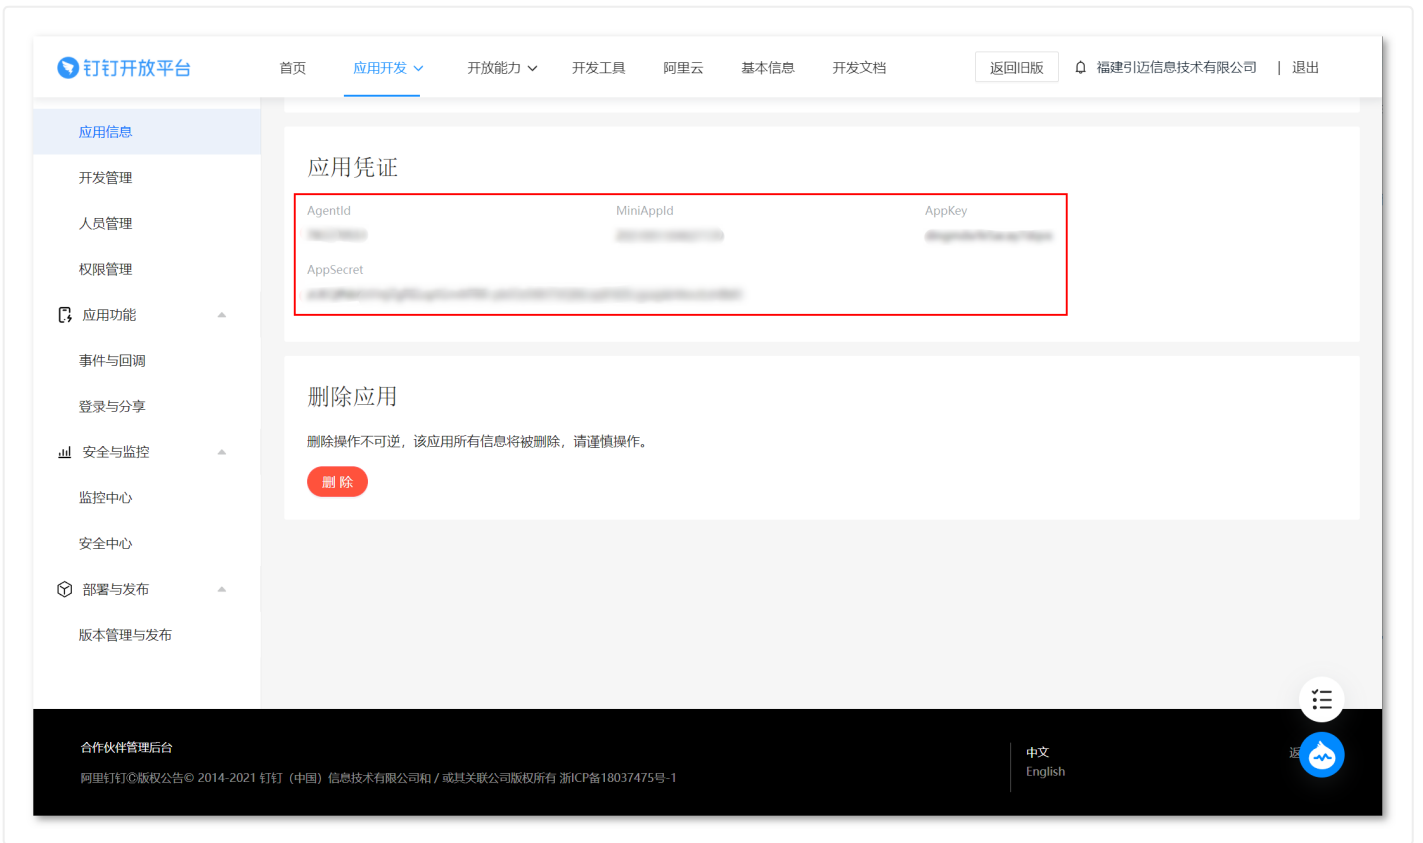 钉钉开放平台
首页 应用开发 开放能力 开发工具 阿里云 基本信息 开发文档 返回旧版 福建引迈信息技术有限公司 | 退出
应用信息
开发管理
人员管理
权限管理
应用功能
事件与回调
登录与分享
安全与监控
监控中心
安全中心
部署与发布
版本管理与发布
应用凭证
AgentId MiniAppId AppKey
AppSecret
删除应用
删除操作不可逆，该应用所有信息将被删除，请谨慎操作。
删 除
合作伙伴管理后台
阿里钉钉©版权公告© 2014-2021 钉钉（中国）信息技术有限公司和 / 或其关联公司版权所有 浙ICP备18037475号-1
中文
English
返